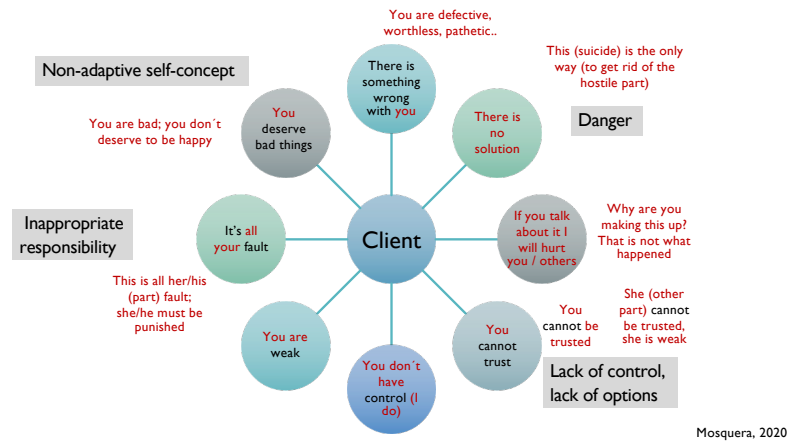 You are defective,
worthless, pathetic..
There is
something
wrong
with you
This (suicide) is the only
way (to get rid of the
hostile part)
Non-adaptive self-concept
You
deserve
bad things
There is
no
solution
Danger
You are bad; you don´t
deserve to be happy
Inappropriate
responsibility
It's all
your fault
Client
If you talk
about it I
will hurt
you / others
Why are you
making this up?
That is not what
happened
This is all her/his
(part) fault;
she/he must be
punished
You are
weak
You don´t
have
control (I
do)
You
cannot
trust
You
cannot be
trusted
She (other
part) cannot
be trusted,
she is weak
Lack of control,
lack of options
Mosquera, 2020